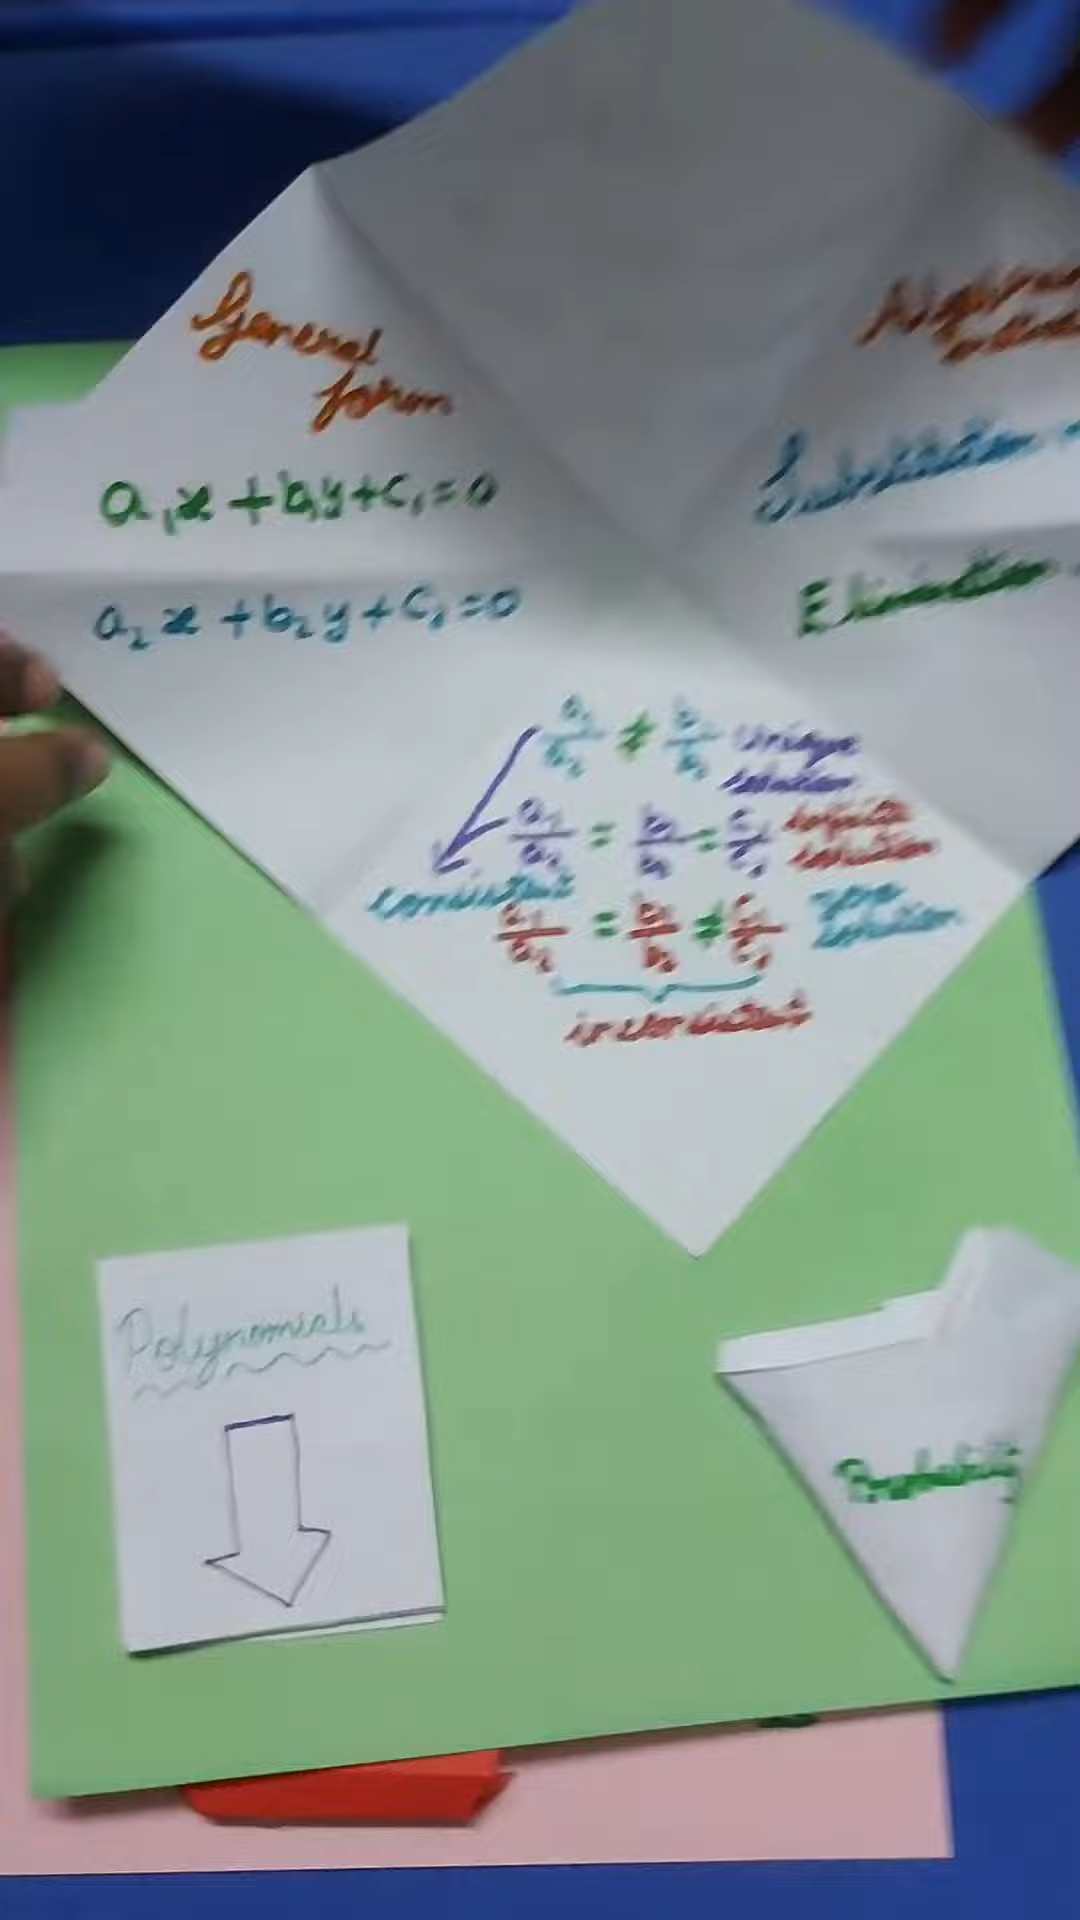 General
form
a₁x + b₁y + c₁ = 0
a₂x + b₂y + c₂ = 0
Substitution
Elimination
a₁/a₂ ≠ b₁/b₂ unique
solution
a₁/a₂ = b₁/b₂ = c₁/c₂ infinite
solution
consistent
a₁/a₂ = b₁/b₂ ≠ c₁/c₂ zero
solution
inconsistent
Polynomials
Probability